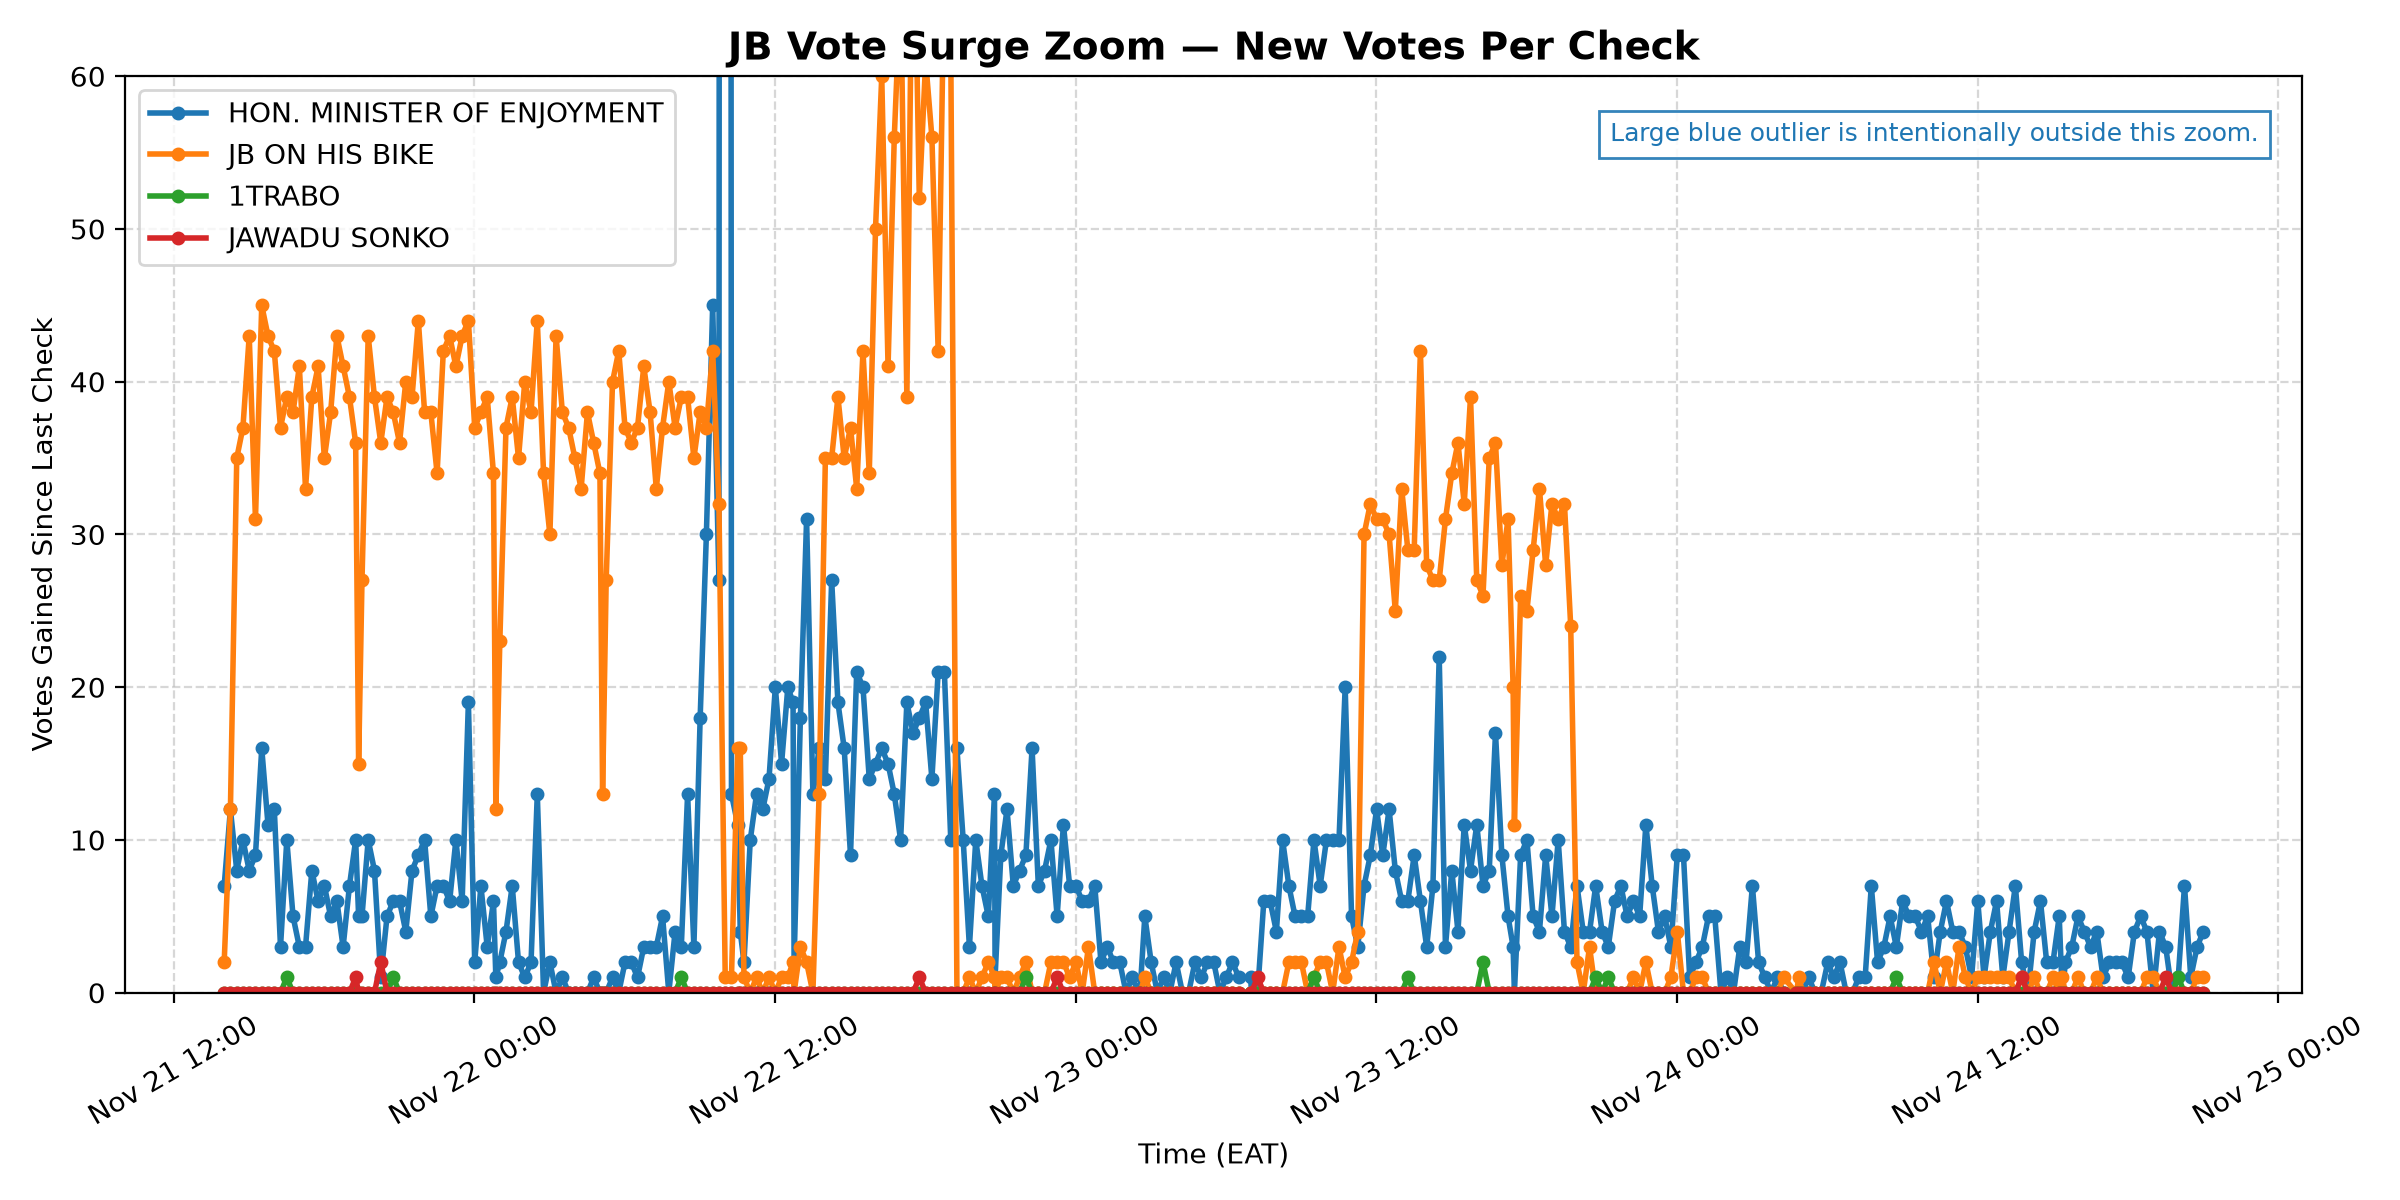 JB Vote Surge Zoom — New Votes Per Check
60
50
40
30
20
10
0
Votes Gained Since Last Check
HON. MINISTER OF ENJOYMENT
JB ON HIS BIKE
1TRABO
JAWADU SONKO
Large blue outlier is intentionally outside this zoom.
Nov 21 12:00
Nov 22 00:00
Nov 22 12:00
Nov 23 00:00
Nov 23 12:00
Nov 24 00:00
Nov 24 12:00
Nov 25 00:00
Time (EAT)